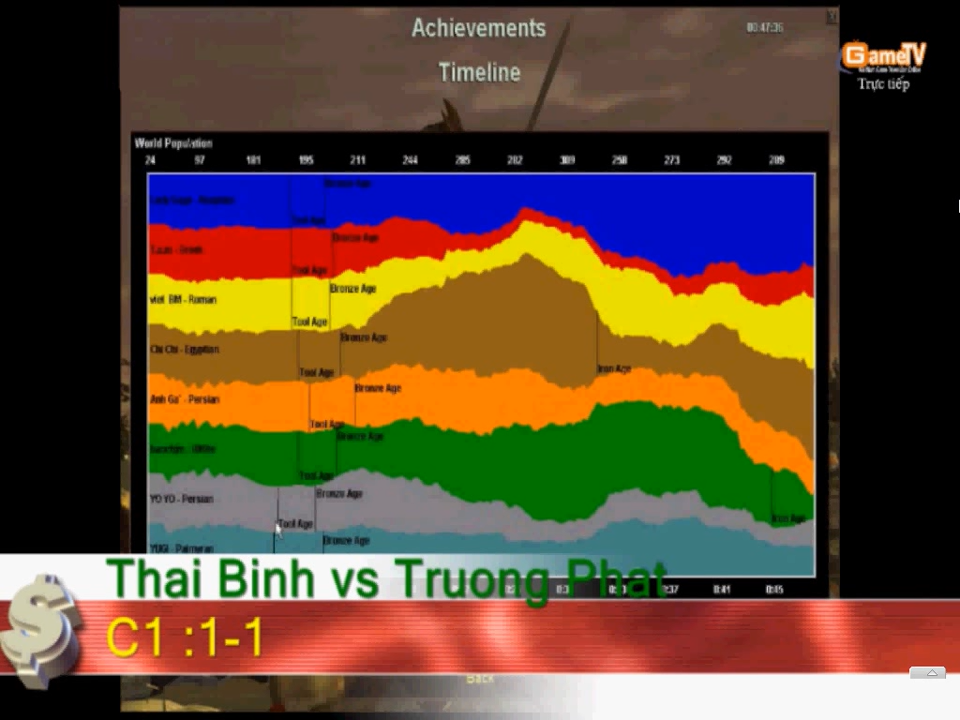 Achievements
00:47:36
Timeline
GameTV
Trực tiếp
World Population
24 97 181 195 211 244 285 282 309 258 273 292 289
Bronze Age
Tool Age
Bronze Age
Tool Age
viet BM - Roman
Bronze Age
Tool Age
Chi Chi - Egyptian
Bronze Age
Tool Age
Iron Age
Anh Ga' - Persian
Bronze Age
Tool Age
Bronze Age
Tool Age
Iron Age
YO YO - Persian
Bronze Age
Tool Age
YUGI - Palmyran
Bronze Age
Thai Binh vs Truong Phat
0:41 0:45
C1 :1-1
Back